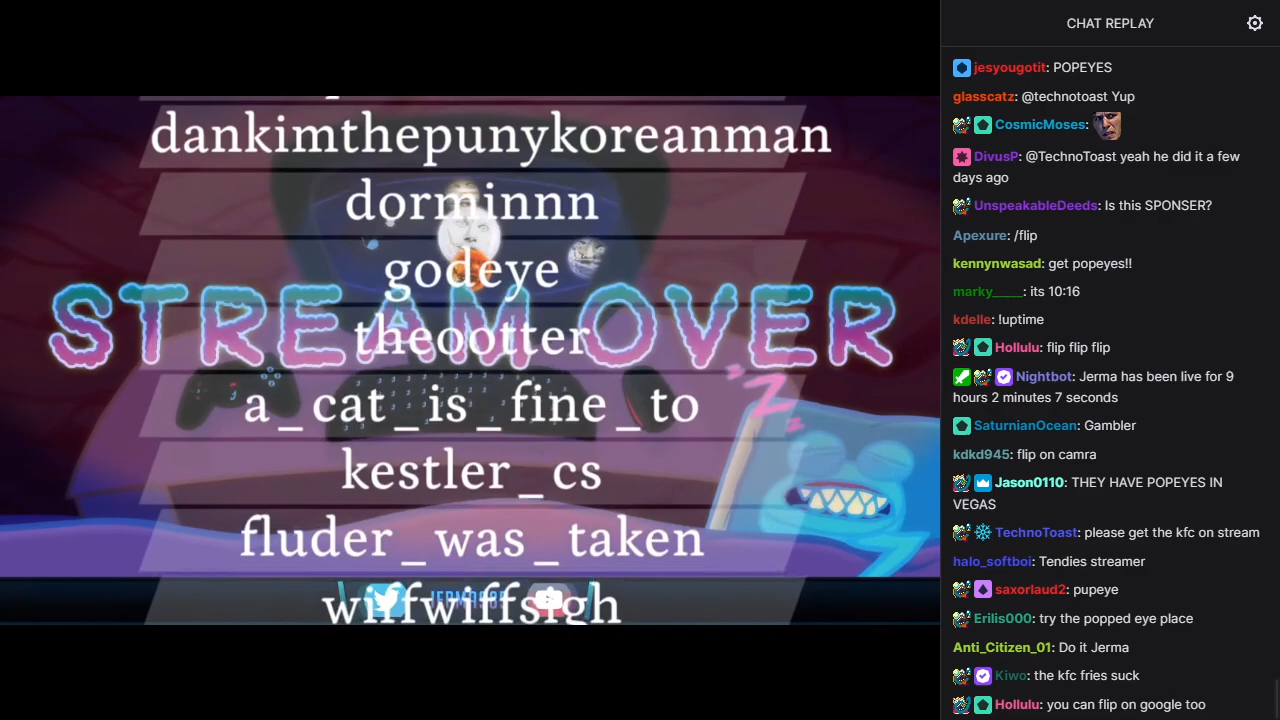 dankimthepunykoreanman
dorminnn
godeye
STREAM OVER
theootter
a_cat_is_fine_to
kestler_cs
fluder_was_taken
wiffwiffsigh
JERMA985
CHAT REPLAY
jesyougotit: POPEYES
glasscatz: @technotoast Yup
CosmicMoses:
DivusP: @TechnoToast yeah he did it a few
days ago
UnspeakableDeeds: Is this SPONSER?
Apexure: /flip
kennynwasad: get popeyes!!
marky_____: its 10:16
kdelle: !uptime
Hollulu: flip flip flip
Nightbot: Jerma has been live for 9
hours 2 minutes 7 seconds
SaturnianOcean: Gambler
kdkd945: flip on camra
Jason0110: THEY HAVE POPEYES IN
VEGAS
TechnoToast: please get the kfc on stream
halo_softboi: Tendies streamer
saxorlaud2: pupeye
Erilis000: try the popped eye place
Anti_Citizen_01: Do it Jerma
Kiwo: the kfc fries suck
Hollulu: you can flip on google too